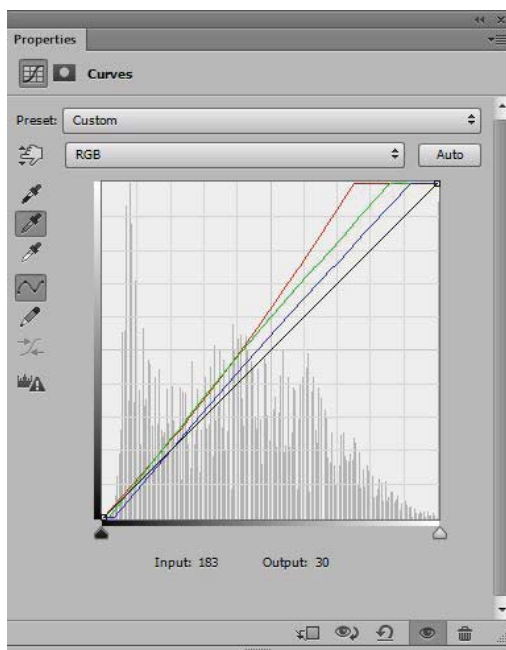 Properties
Curves
Preset: Custom
RGB
Auto
Input: 183 Output: 30